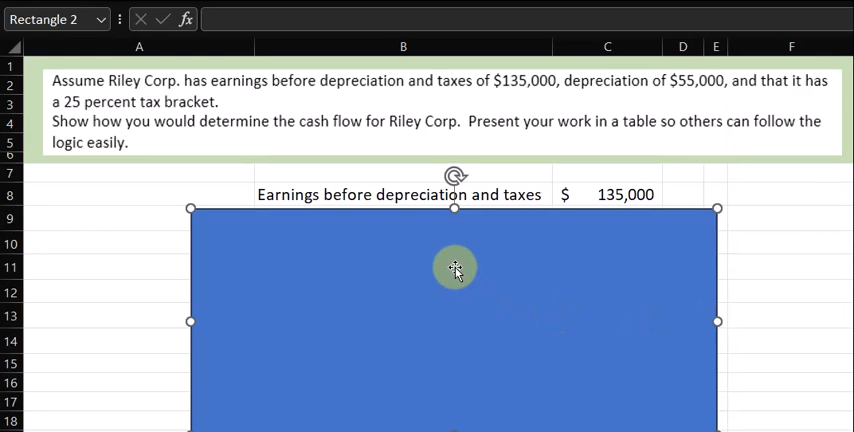 Rectangle 2 fx
A B C D E F
1
2
3
4
5
6
Assume Riley Corp. has earnings before depreciation and taxes of $135,000, depreciation of $55,000, and that it has
a 25 percent tax bracket.
Show how you would determine the cash flow for Riley Corp. Present your work in a table so others can follow the
logic easily.
7
8 Earnings before depreciation and taxes $ 135,000
9
10
11
12
13
14
15
16
17
18